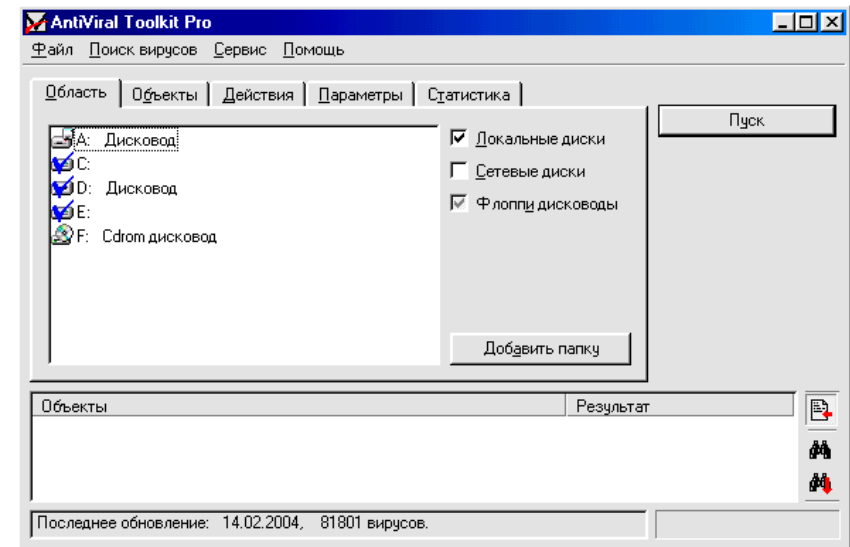 AntiViral Toolkit Pro
Файл Поиск вирусов Сервис Помощь
Область Объекты Действия Параметры Статистика
Пуск
A: Дисковод
C:
D: Дисковод
E:
F: Cdrom дисковод
Локальные диски
Сетевые диски
Флоппи дисководы
Добавить папку
Объекты Результат
Последнее обновление: 14.02.2004, 81801 вирусов.